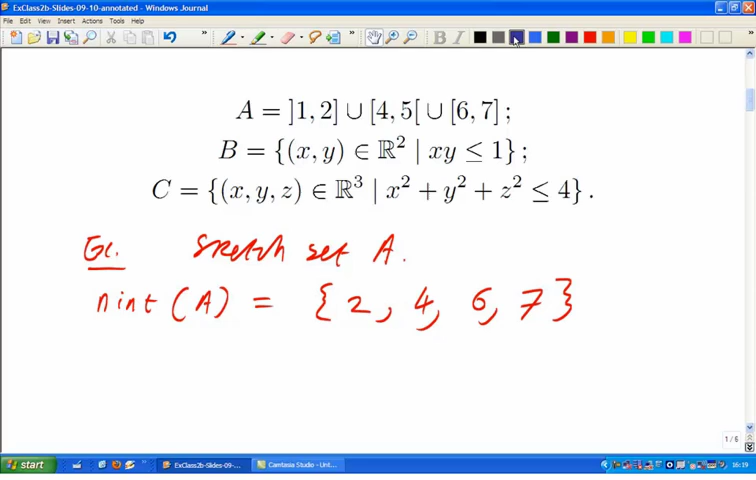 ExClass2b-Slides-09-10-annotated - Windows Journal
File Edit View Insert Actions Tools Help
A = ]1, 2] ∪ [4, 5[ ∪ [6, 7] ;
B = {(x, y) ∈ ℝ² | xy ≤ 1} ;
C = {(x, y, z) ∈ ℝ³ | x² + y² + z² ≤ 4} .
Ex. Sketch set A.
nint(A) = {2, 4, 6, 7}
1 / 6
start ExClass2b-Slides-09-10-... Camtasia Studio - Unt... 16:19